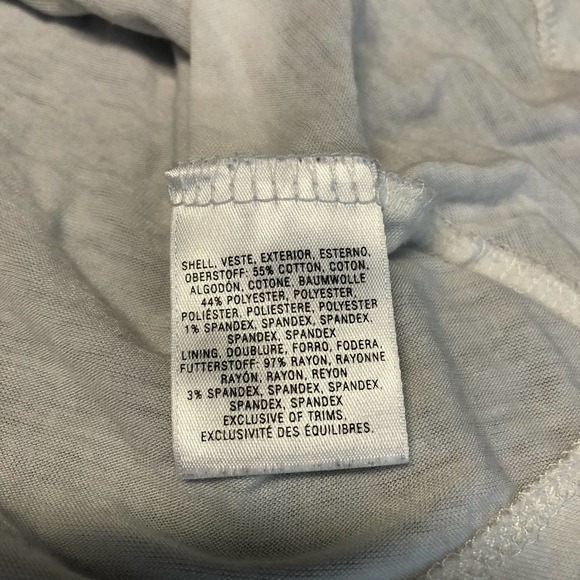 SHELL, VESTE, EXTERIOR, ESTERNO,
OBERSTOFF: 55% COTTON, COTON,
ALGODÓN, COTONE, BAUMWOLLE
44% POLYESTER, POLYESTER,
POLIÉSTER, POLIESTERE, POLYESTER
1% SPANDEX, SPANDEX, SPANDEX,
SPANDEX, SPANDEX
LINING, DOUBLURE, FORRO, FODERA,
FUTTERSTOFF: 97% RAYON, RAYONNE
RAYÓN, RAYON, REYON
3% SPANDEX, SPANDEX, SPANDEX,
SPANDEX, SPANDEX
EXCLUSIVE OF TRIMS,
EXCLUSIVITÉ DES ÉQUILIBRES.